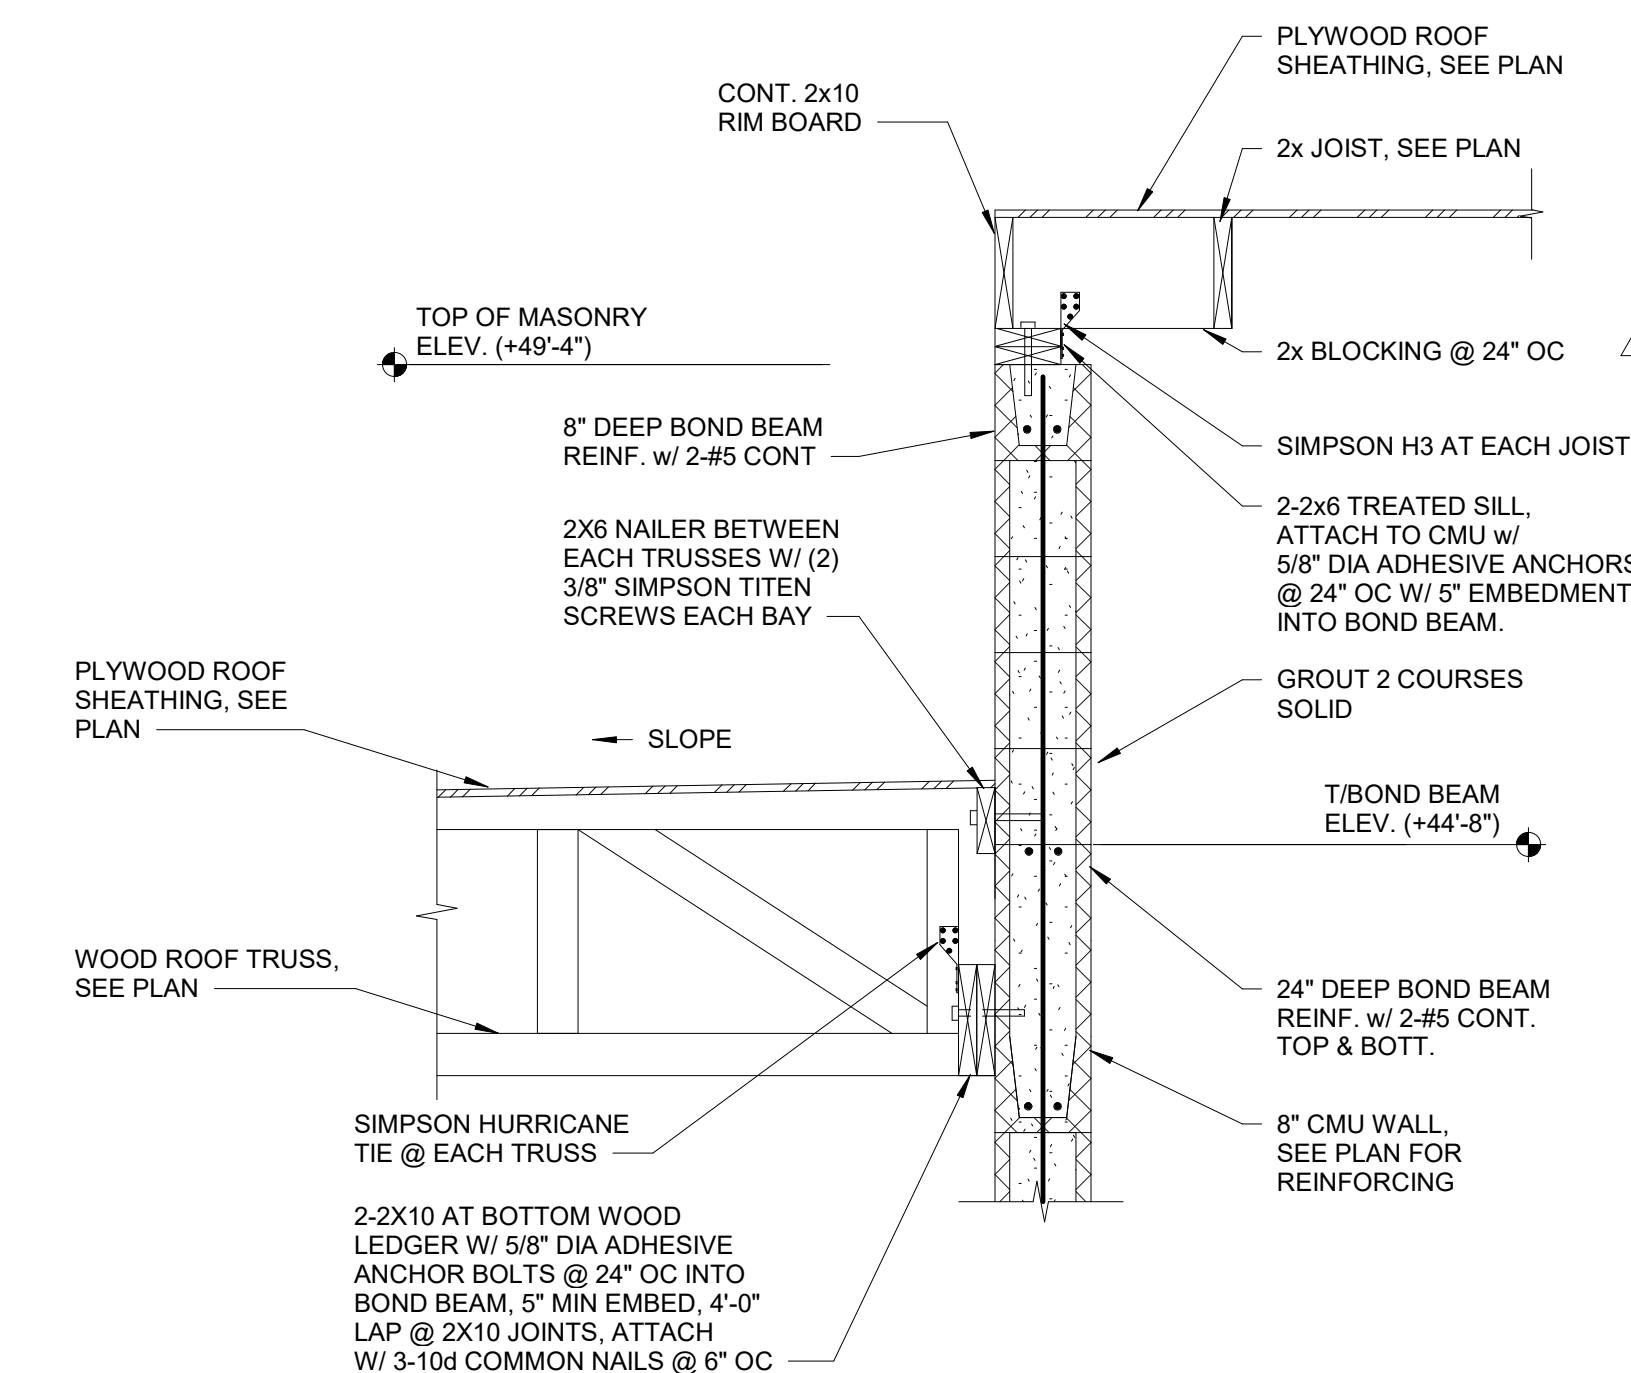 PLYWOOD ROOF
SHEATHING, SEE PLAN
CONT. 2x10
RIM BOARD
2x JOIST, SEE PLAN
TOP OF MASONRY
ELEV. (+49'-4")
2x BLOCKING @ 24" OC
8" DEEP BOND BEAM
REINF. w/ 2-#5 CONT
SIMPSON H3 AT EACH JOIST
2-2x6 TREATED SILL,
ATTACH TO CMU w/
5/8" DIA ADHESIVE ANCHORS
@ 24" OC W/ 5" EMBEDMENT
INTO BOND BEAM.
2X6 NAILER BETWEEN
EACH TRUSSES W/ (2)
3/8" SIMPSON TITEN
SCREWS EACH BAY
PLYWOOD ROOF
SHEATHING, SEE
PLAN
GROUT 2 COURSES
SOLID
SLOPE
T/BOND BEAM
ELEV. (+44'-8")
WOOD ROOF TRUSS,
SEE PLAN
24" DEEP BOND BEAM
REINF. w/ 2-#5 CONT.
TOP & BOTT.
SIMPSON HURRICANE
TIE @ EACH TRUSS
8" CMU WALL,
SEE PLAN FOR
REINFORCING
2-2X10 AT BOTTOM WOOD
LEDGER W/ 5/8" DIA ADHESIVE
ANCHOR BOLTS @ 24" OC INTO
BOND BEAM, 5" MIN EMBED, 4'-0"
LAP @ 2X10 JOINTS, ATTACH
W/ 3-10d COMMON NAILS @ 6" OC